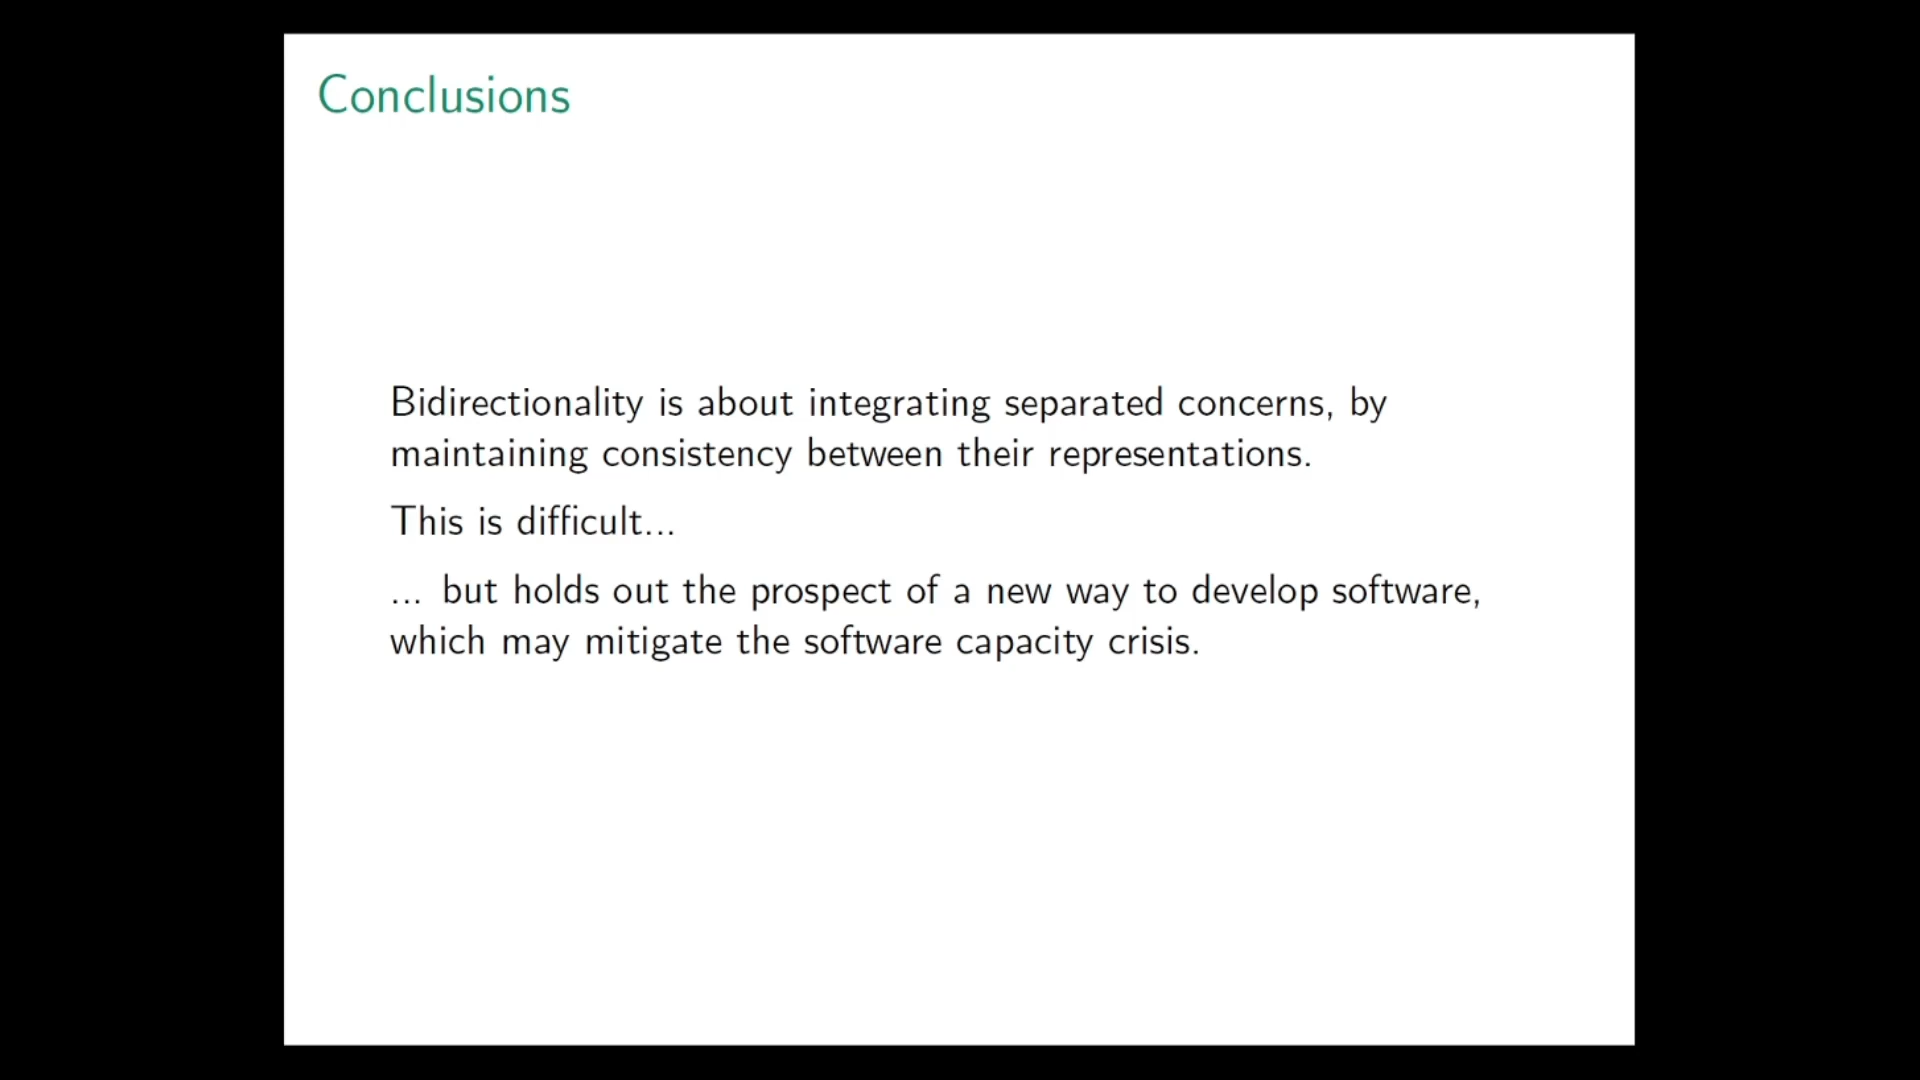 Conclusions
Bidirectionality is about integrating separated concerns, by
maintaining consistency between their representations.
This is difficult...
... but holds out the prospect of a new way to develop software,
which may mitigate the software capacity crisis.